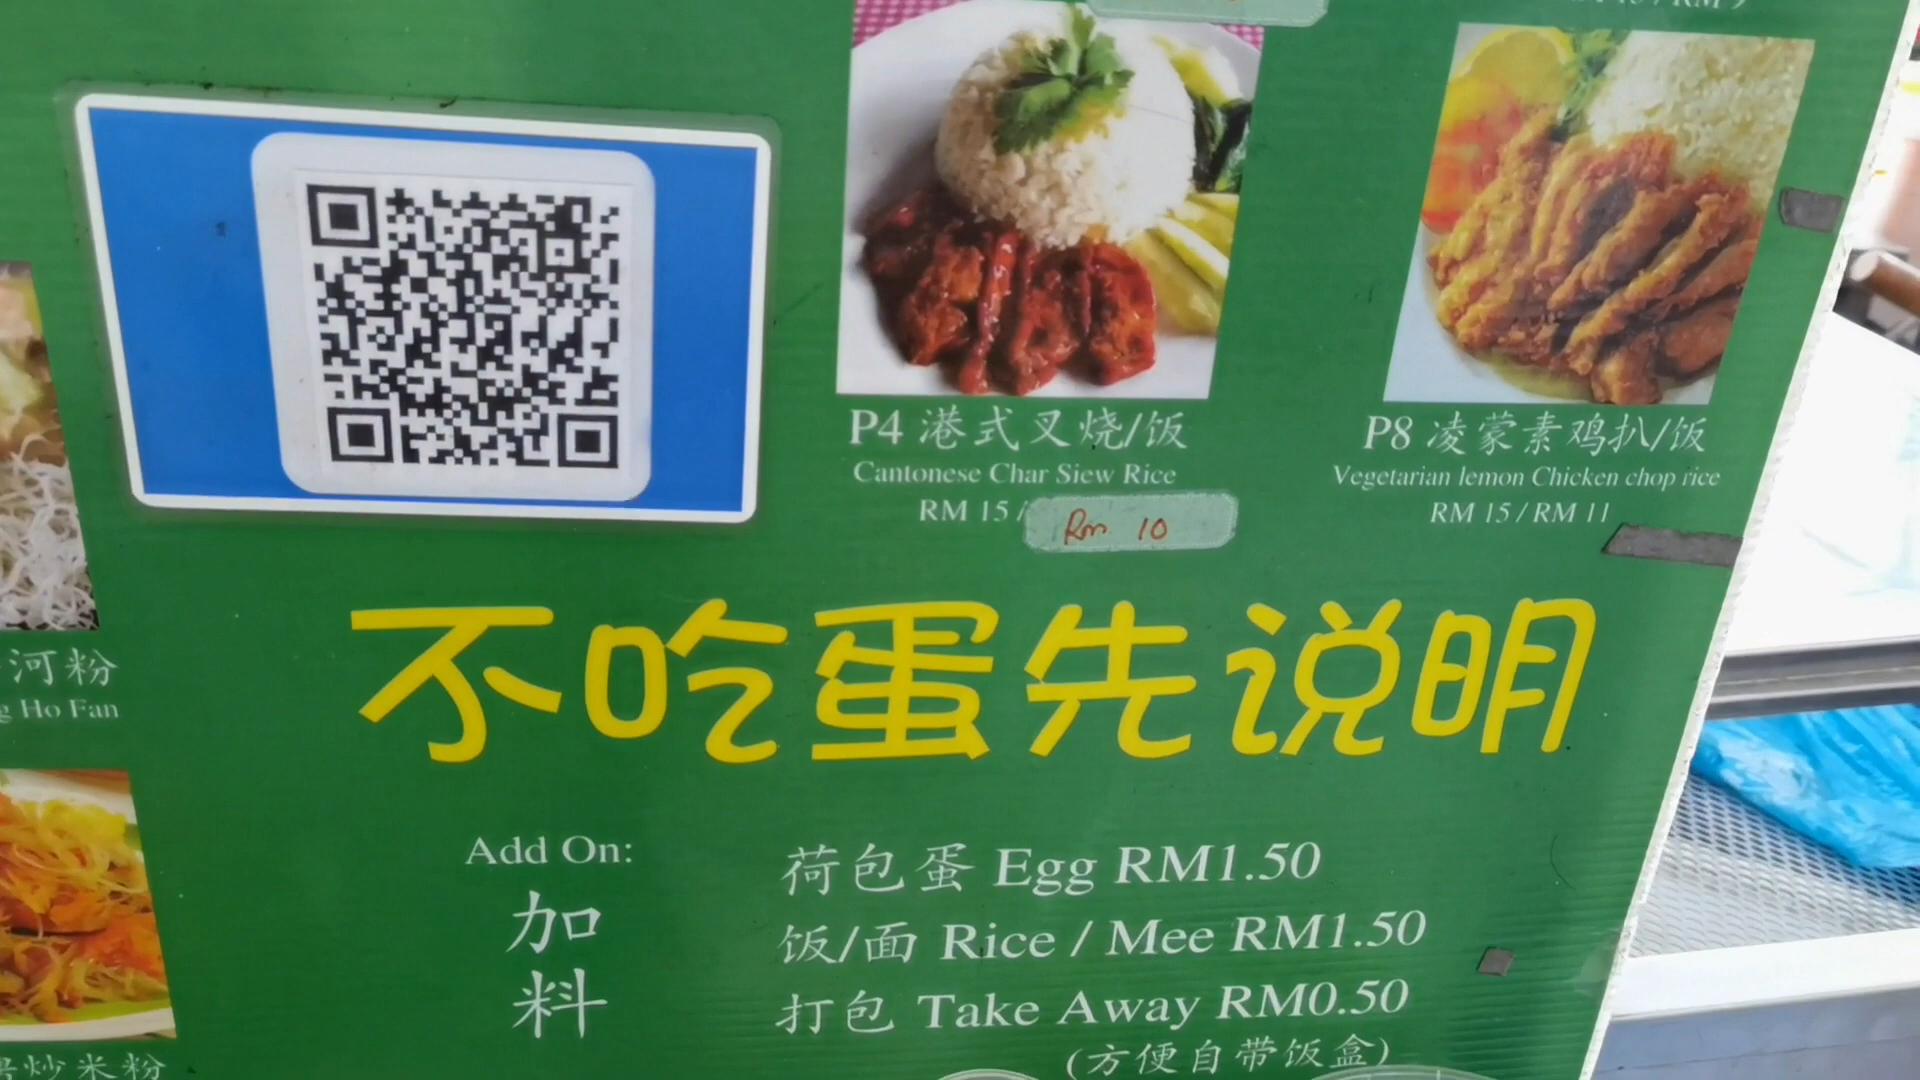 P4 港式叉烧/饭
Cantonese Char Siew Rice
RM 15 /
Rm 10
P8 凌蒙素鸡扒/饭
Vegetarian lemon Chicken chop rice
RM 15 / RM 11
河粉
g Ho Fan
不吃蛋先说明
Add On:
加
料
荷包蛋 Egg RM1.50
饭/面 Rice / Mee RM1.50
打包 Take Away RM0.50
(方便自带饭盒)
炒米粉